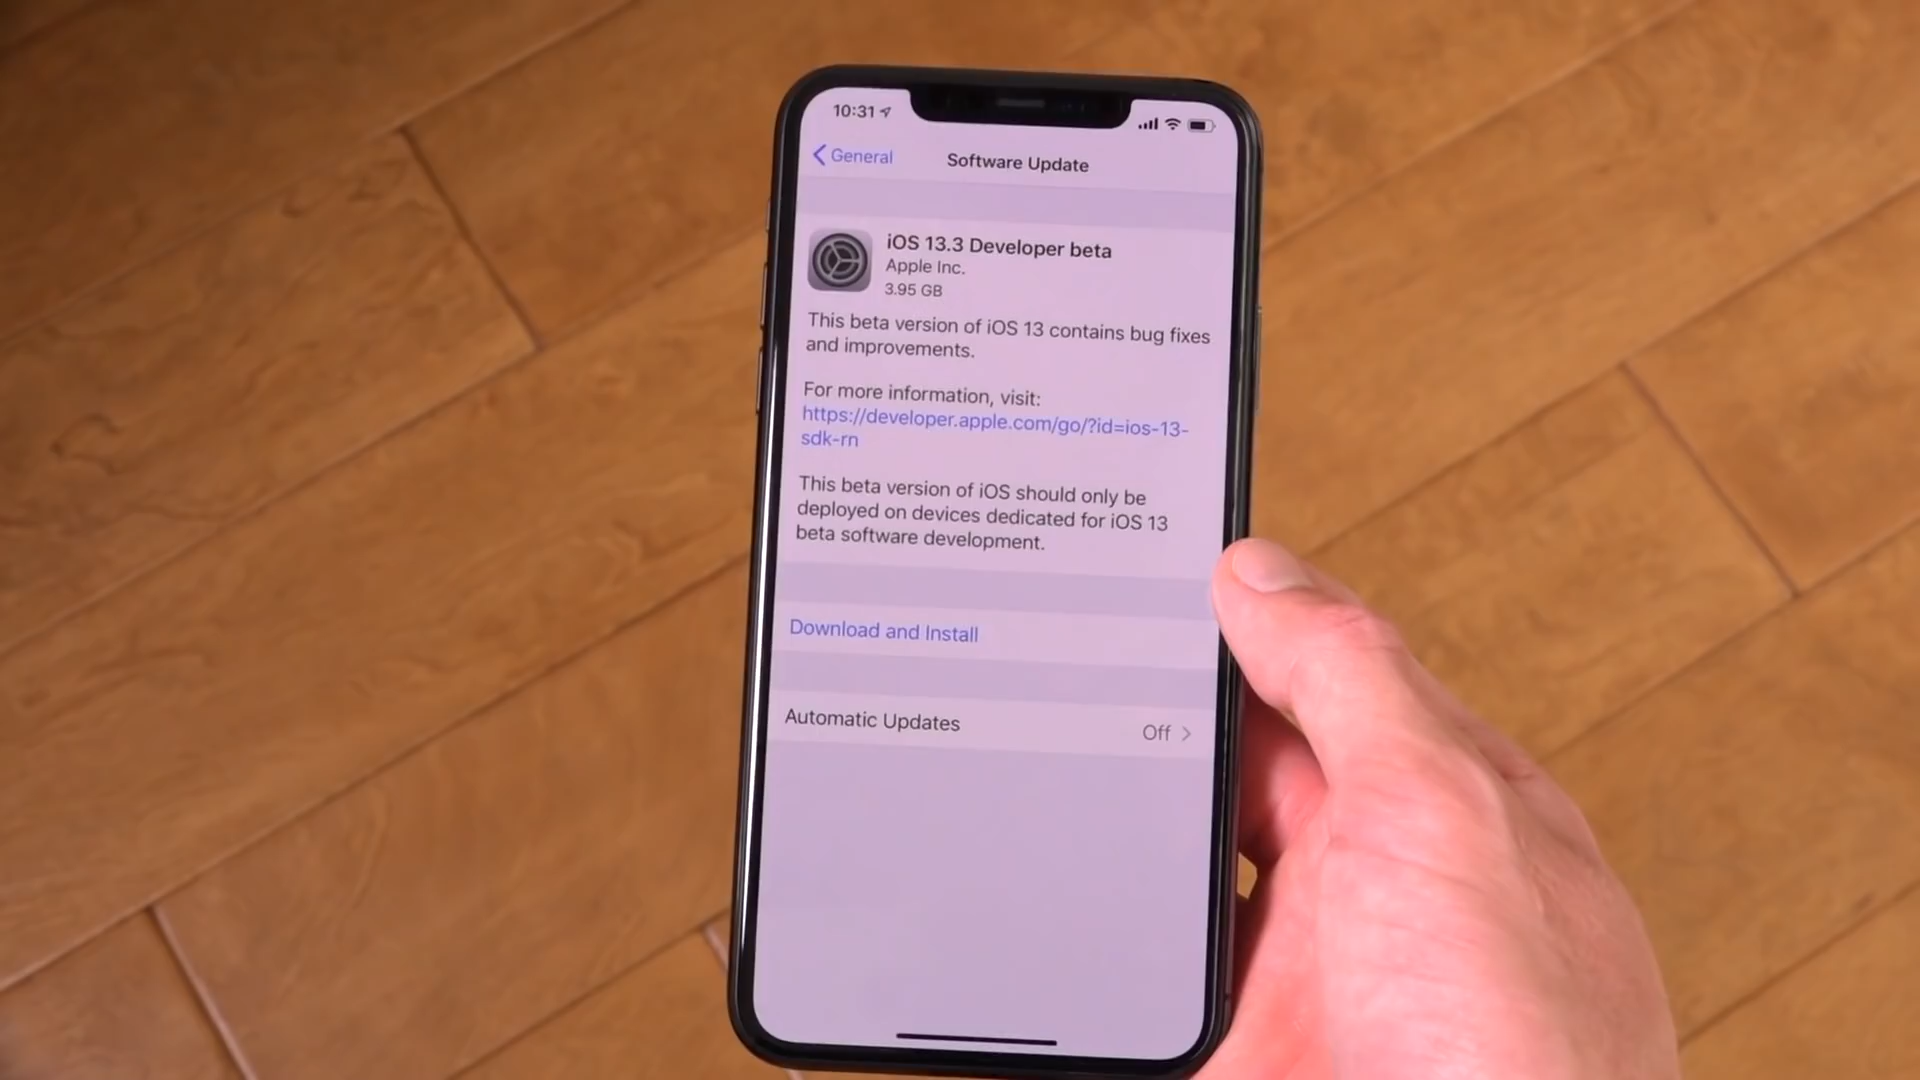 10:31
General
Software Update
iOS 13.3 Developer beta
Apple Inc.
3.95 GB
This beta version of iOS 13 contains bug fixes
and improvements.
For more information, visit:
https://developer.apple.com/go/?id=ios-13-
sdk-rn
This beta version of iOS should only be
deployed on devices dedicated for iOS 13
beta software development.
Download and Install
Automatic Updates Off